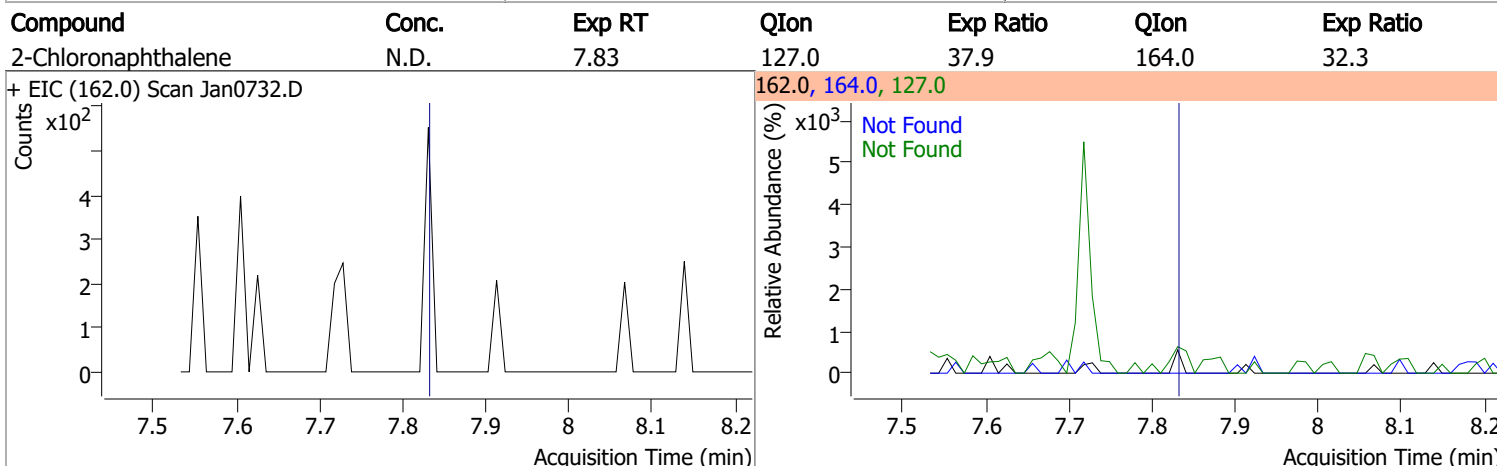 Compound Conc. Exp RT QIon Exp Ratio QIon Exp Ratio
2-Chloronaphthalene N.D. 7.83 127.0 37.9 164.0 32.3
+ EIC (162.0) Scan Jan0732.D
Counts
x10²
4
3
2
1
0
7.5 7.6 7.7 7.8 7.9 8 8.1 8.2
Acquisition Time (min)
162.0, 164.0, 127.0
Relative Abundance (%)
x10³
Not Found
Not Found
5
4
3
2
1
0
7.5 7.6 7.7 7.8 7.9 8 8.1 8.2
Acquisition Time (min)